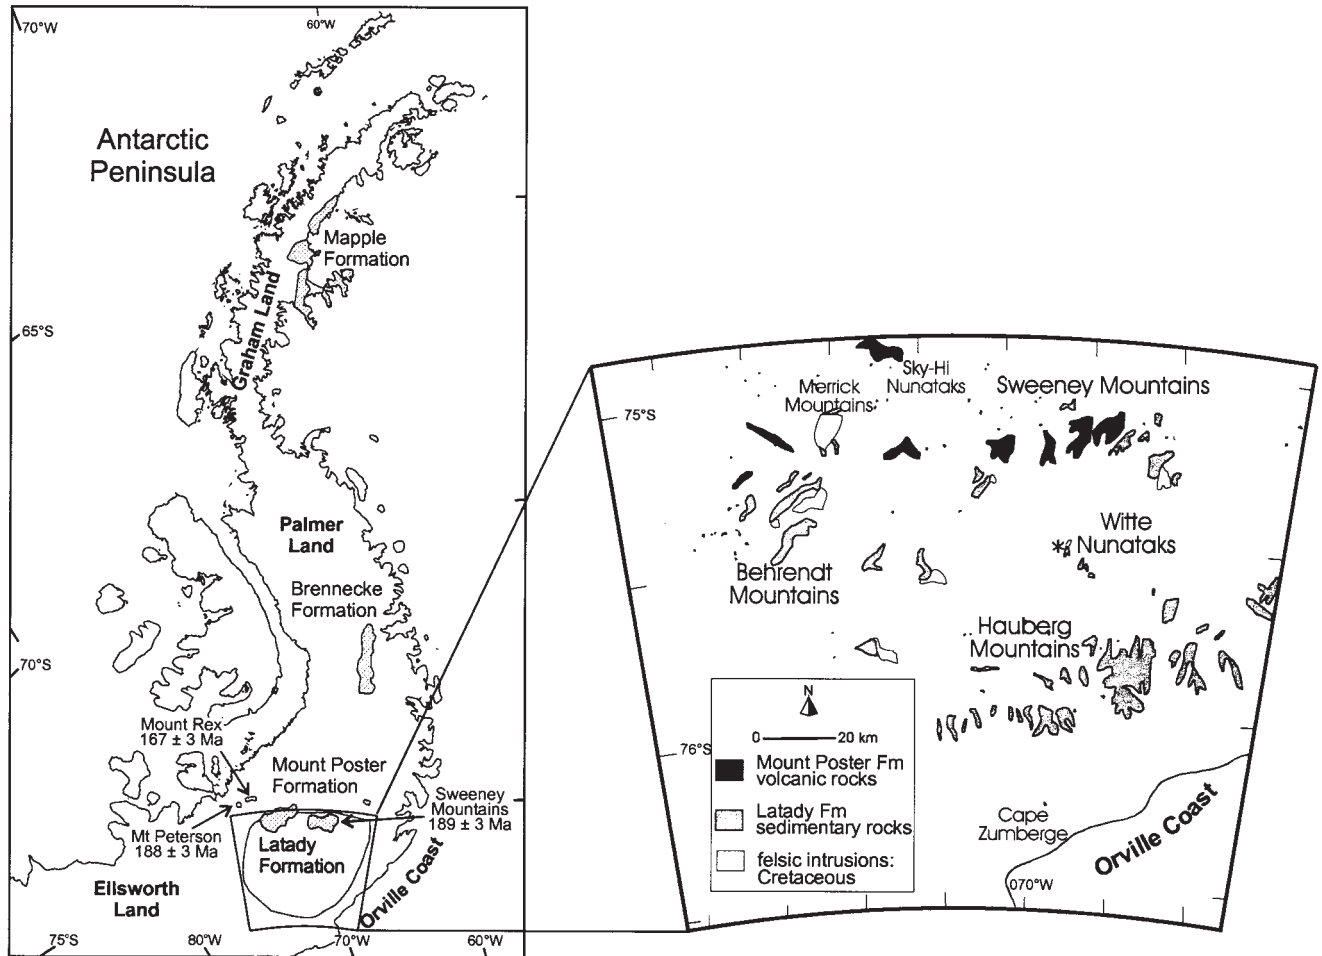 70°W
60°W
Antarctic
Peninsula
Mapple
Formation
Graham Land
65°S
Palmer
Land
Brennecke
Formation
70°S
Mount Rex
167 ± 3 Ma
Mount Poster
Formation
Sweeney
Mountains
189 ± 3 Ma
Mt Peterson
188 ± 3 Ma
Latady
Formation
Ellsworth
Land
Orville Coast
75°S
80°W
70°W
60°W
Sky-Hi
Nunataks
Merrick
Mountains
Sweeney Mountains
75°S
Witte
* Nunataks
Behrendt
Mountains
Hauberg
Mountains
N
0 20 km
76°S
Mount Poster Fm
volcanic rocks
Latady Fm
sedimentary rocks
felsic intrusions:
Cretaceous
Cape
Zumberge
Orville Coast
070°W